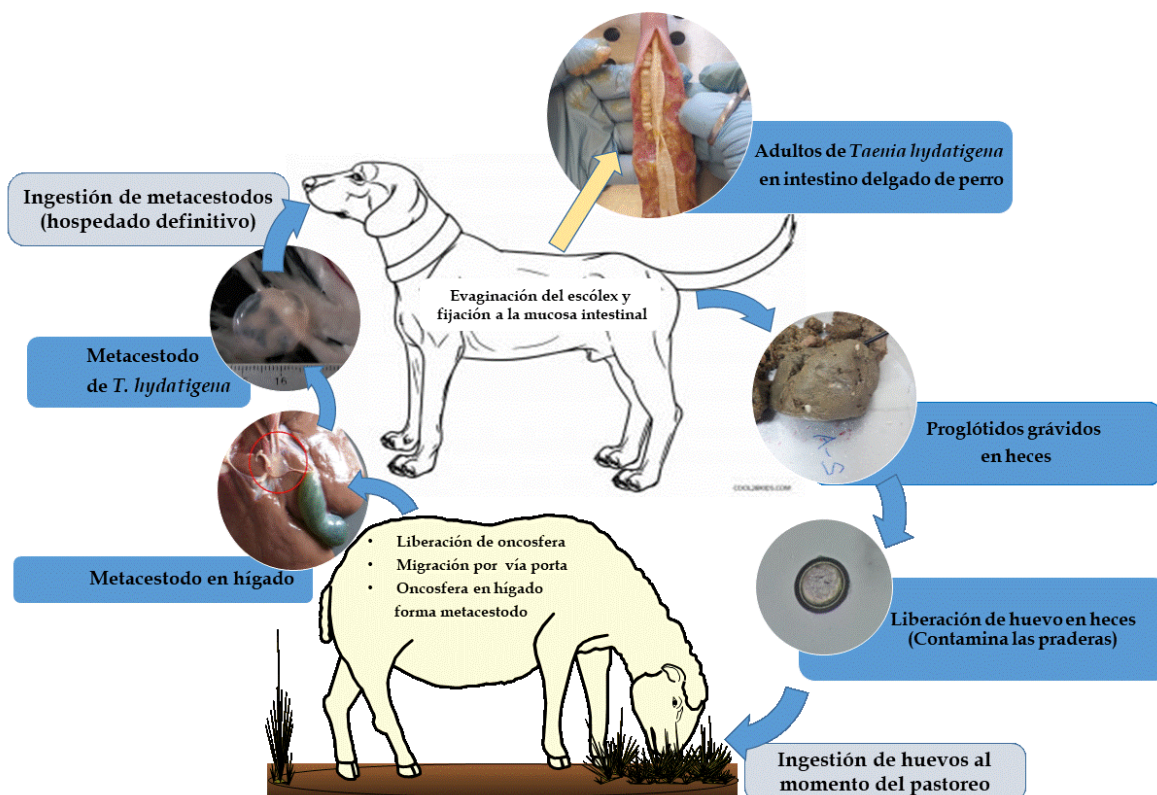 Adultos de Taenia hydatigena
en intestino delgado de perro
Ingestión de metacestodos
(hospedado definitivo)
Evaginación del escólex y
fijación a la mucosa intestinal
Metacestodo
de T. hydatigena
16
Proglótidos grávidos
en heces
A-5
COOL2BKIDS.COM
Metacestodo en hígado
• Liberación de oncosfera
• Migración por vía porta
• Oncosfera en hígado
forma metacestodo
Liberación de huevo en heces
(Contamina las praderas)
Ingestión de huevos al
momento del pastoreo